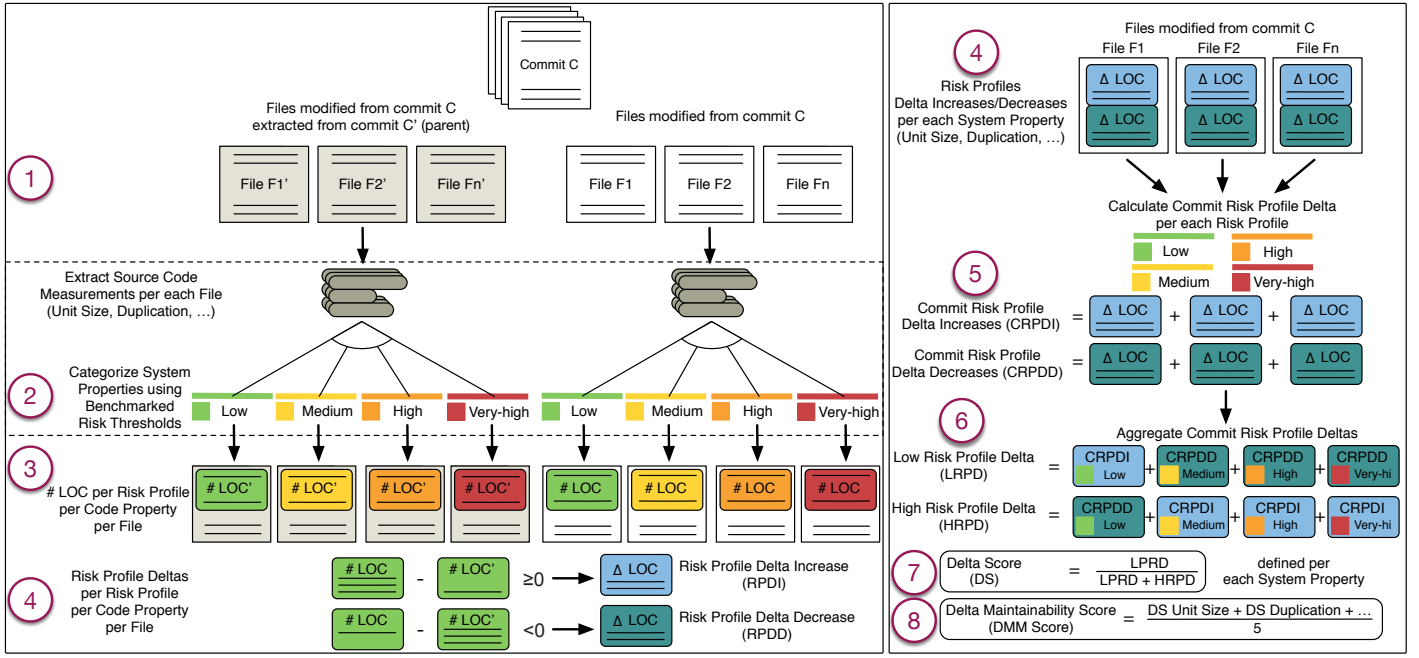 Commit C
Files modified from commit C
extracted from commit C' (parent)
Files modified from commit C
1
File F1'
File F2'
File Fn'
File F1
File F2
File Fn
Extract Source Code
Measurements per each File
(Unit Size, Duplication, …)
2
Categorize System
Properties using
Benchmarked
Risk Thresholds
Low
Medium
High
Very-high
Low
Medium
High
Very-high
3
# LOC per Risk Profile
per Code Property
per File
# LOC'
# LOC'
# LOC'
# LOC'
# LOC
# LOC
# LOC
# LOC
4
Risk Profile Deltas
per Risk Profile
per Code Property
per File
# LOC - # LOC' ≥0 Δ LOC
Risk Profile Delta Increase
(RPDI)
# LOC - # LOC' <0 Δ LOC
Risk Profile Delta Decrease
(RPDD)
4
Risk Profiles
Delta Increases/Decreases
per each System Property
(Unit Size, Duplication, …)
Files modified from commit C
File F1
File F2
File Fn
Δ LOC
Δ LOC
Δ LOC
Δ LOC
Δ LOC
Δ LOC
Calculate Commit Risk Profile Delta
per each Risk Profile
Low
High
Medium
Very-high
5
Commit Risk Profile
Delta Increases (CRPDI)
= Δ LOC + Δ LOC + Δ LOC
Commit Risk Profile
Delta Decreases (CRPDD)
= Δ LOC + Δ LOC + Δ LOC
6
Aggregate Commit Risk Profile Deltas
Low Risk Profile Delta
(LRPD)
=
CRPDI + CRPDD + CRPDD + CRPDD
Low Medium High Very-hi
High Risk Profile Delta
(HRPD)
=
CRPDD + CRPDI + CRPDI + CRPDI
Low Medium High Very-hi
7
Delta Score
(DS)
=
LPRD
LPRD + HRPD
defined per
each System Property
8
Delta Maintainability Score
(DMM Score)
=
DS Unit Size + DS Duplication + …
5